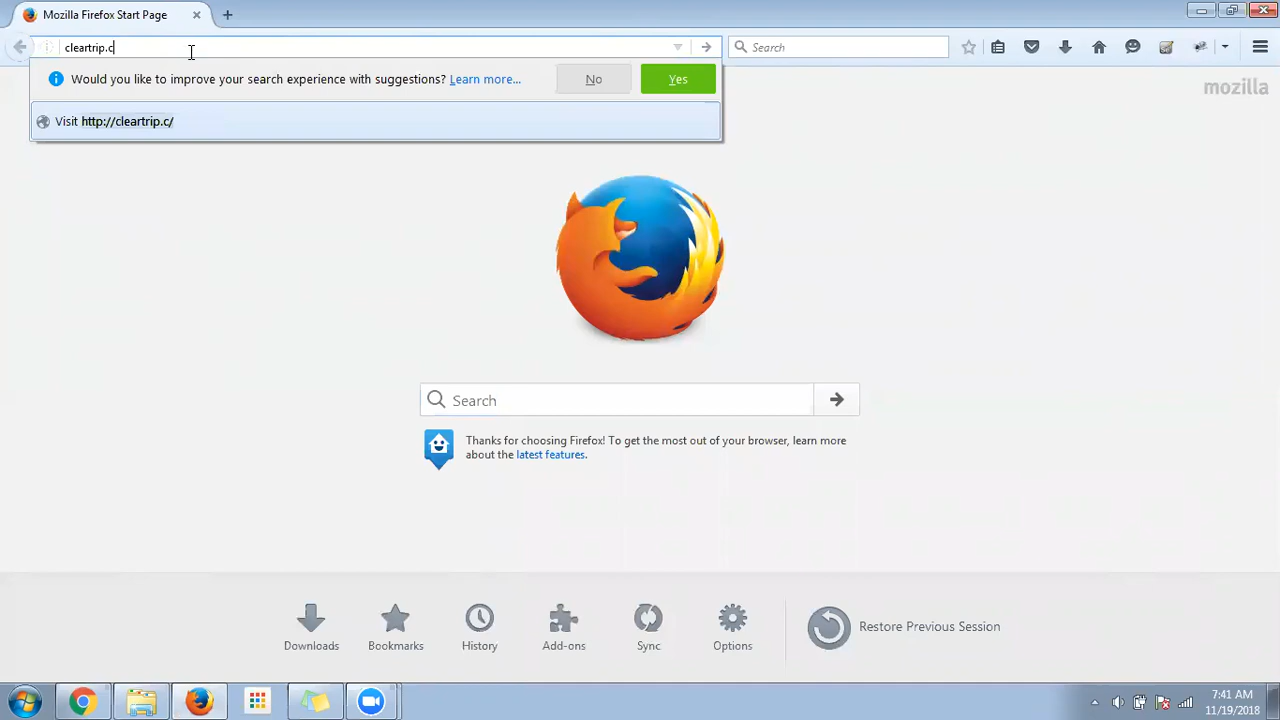 Mozilla Firefox Start Page
cleartrip.c
Search
Would you like to improve your search experience with suggestions? Learn more...
No
Yes
Visit http://cleartrip.c/
mozilla
Search
Thanks for choosing Firefox! To get the most out of your browser, learn more
about the latest features.
Downloads
Bookmarks
History
Add-ons
Sync
Options
Restore Previous Session
7:41 AM
11/19/2018